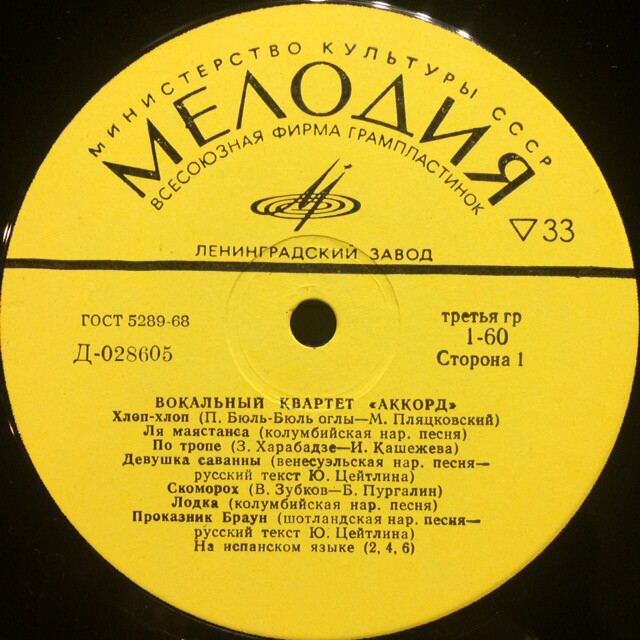 МИНИСТЕРСТВО КУЛЬТУРЫ СССР
МЕЛОДИЯ
ВСЕСОЮЗНАЯ ФИРМА ГРАМПЛАСТИНОК
▽33
ЛЕНИНГРАДСКИЙ ЗАВОД
ГОСТ 5289-68
Д-028605
третья гр
1-60
Сторона 1
ВОКАЛЬНЫЙ КВАРТЕТ «АККОРД»
Хлоп-хлоп (П. Бюль-Бюль оглы—М. Пляцковский)
Ля маястанса (колумбийская нар. песня)
По тропе (З. Харабадзе—И. Кашежева)
Девушка саванны (венесуэльская нар. песня—
русский текст Ю. Цейтлина)
Скоморох (В. Зубков—Б. Пургалин)
Лодка (колумбийская нар. песня)
Проказник Браун (шотландская нар. песня—
русский текст Ю. Цейтлина)
На испанском языке (2, 4, 6)